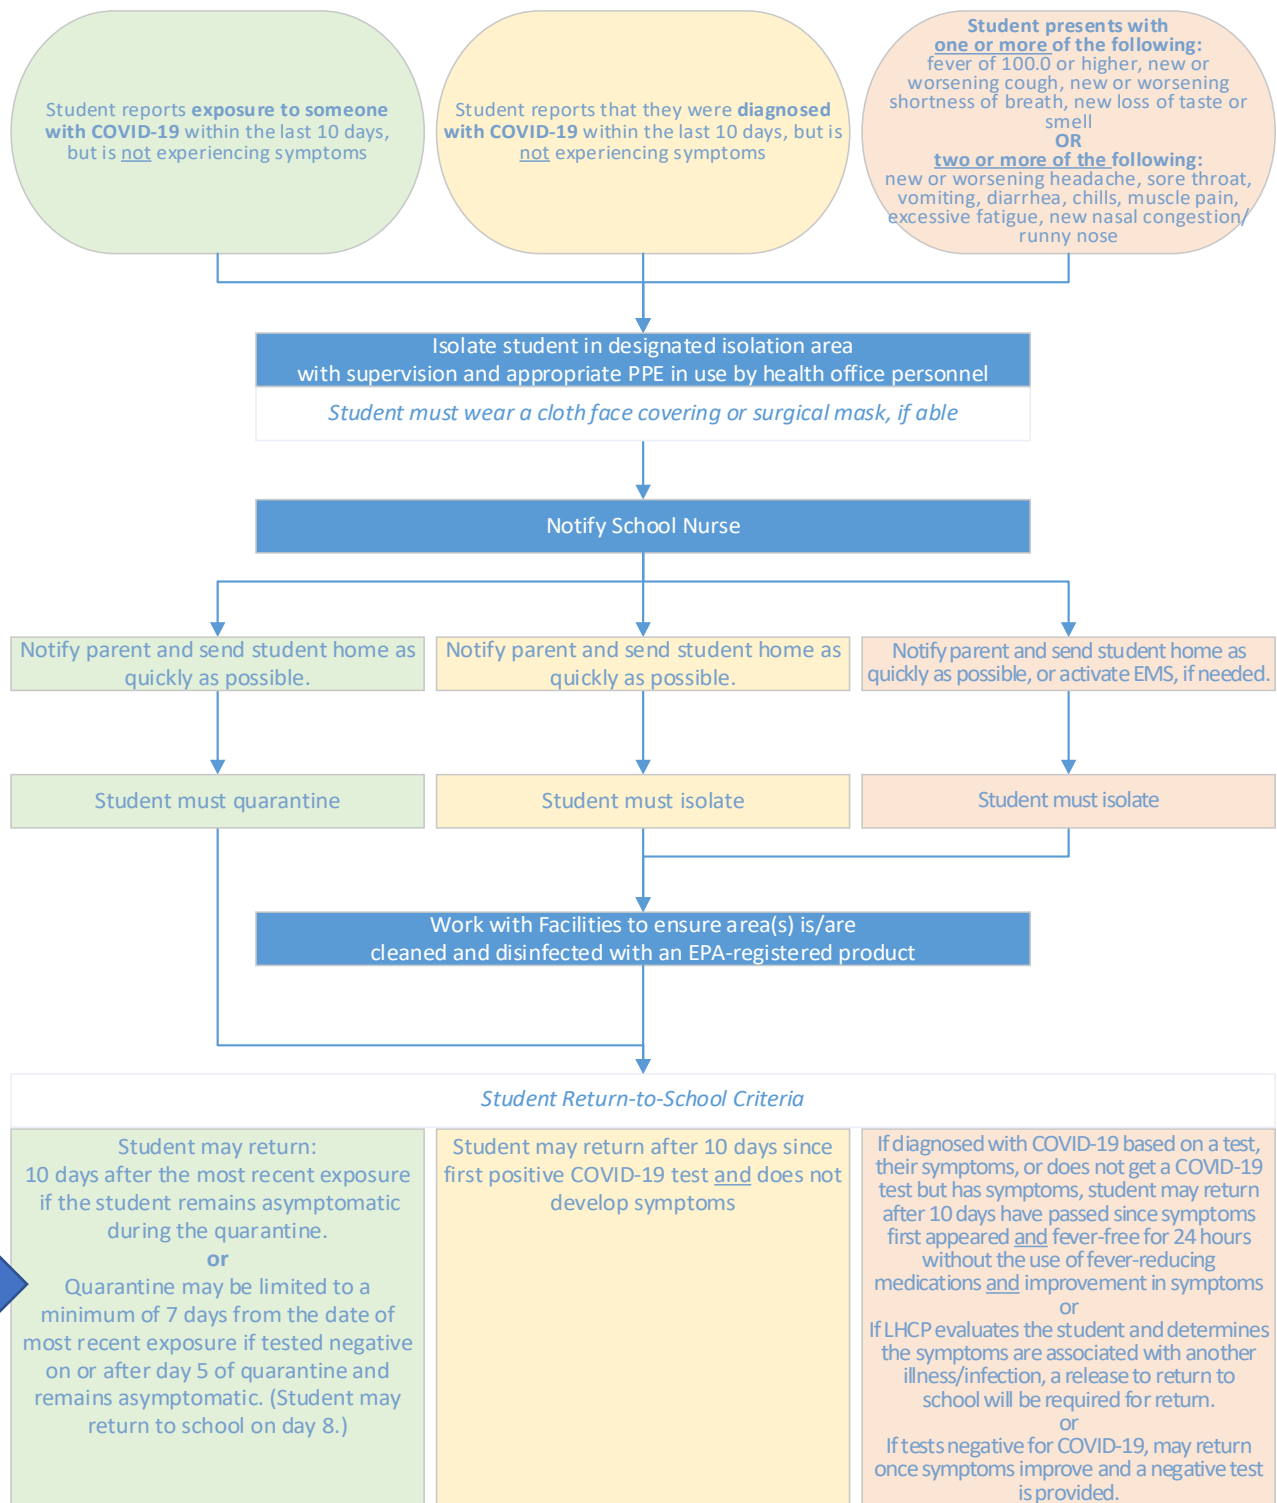 Student reports exposure to someone
with COVID-19 within the last 10 days,
but is not experiencing symptoms
Student reports that they were diagnosed
with COVID-19 within the last 10 days, but is
not experiencing symptoms
Student presents with
one or more of the following:
fever of 100.0 or higher, new or
worsening cough, new or worsening
shortness of breath, new loss of taste or
smell
OR
two or more of the following:
new or worsening headache, sore throat,
vomiting, diarrhea, chills, muscle pain,
excessive fatigue, new nasal congestion/
runny nose
Isolate student in designated isolation area
with supervision and appropriate PPE in use by health office personnel
Student must wear a cloth face covering or surgical mask, if able
Notify School Nurse
Notify parent and send student home as
quickly as possible.
Notify parent and send student home as
quickly as possible.
Notify parent and send student home as
quickly as possible, or activate EMS, if needed.
Student must quarantine
Student must isolate
Student must isolate
Work with Facilities to ensure area(s) is/are
cleaned and disinfected with an EPA-registered product
Student Return-to-School Criteria
Student may return:
10 days after the most recent exposure
if the student remains asymptomatic
during the quarantine.
or
Quarantine may be limited to a
minimum of 7 days from the date of
most recent exposure if tested negative
on or after day 5 of quarantine and
remains asymptomatic. (Student may
return to school on day 8.)
Student may return after 10 days since
first positive COVID-19 test and does not
develop symptoms
If diagnosed with COVID-19 based on a test,
their symptoms, or does not get a COVID-19
test but has symptoms, student may return
after 10 days have passed since symptoms
first appeared and fever-free for 24 hours
without the use of fever-reducing
medications and improvement in symptoms
or
If LHCP evaluates the student and determines
the symptoms are associated with another
illness/infection, a release to return to
school will be required for return.
or
If tests negative for COVID-19, may return
once symptoms improve and a negative test
is provided.